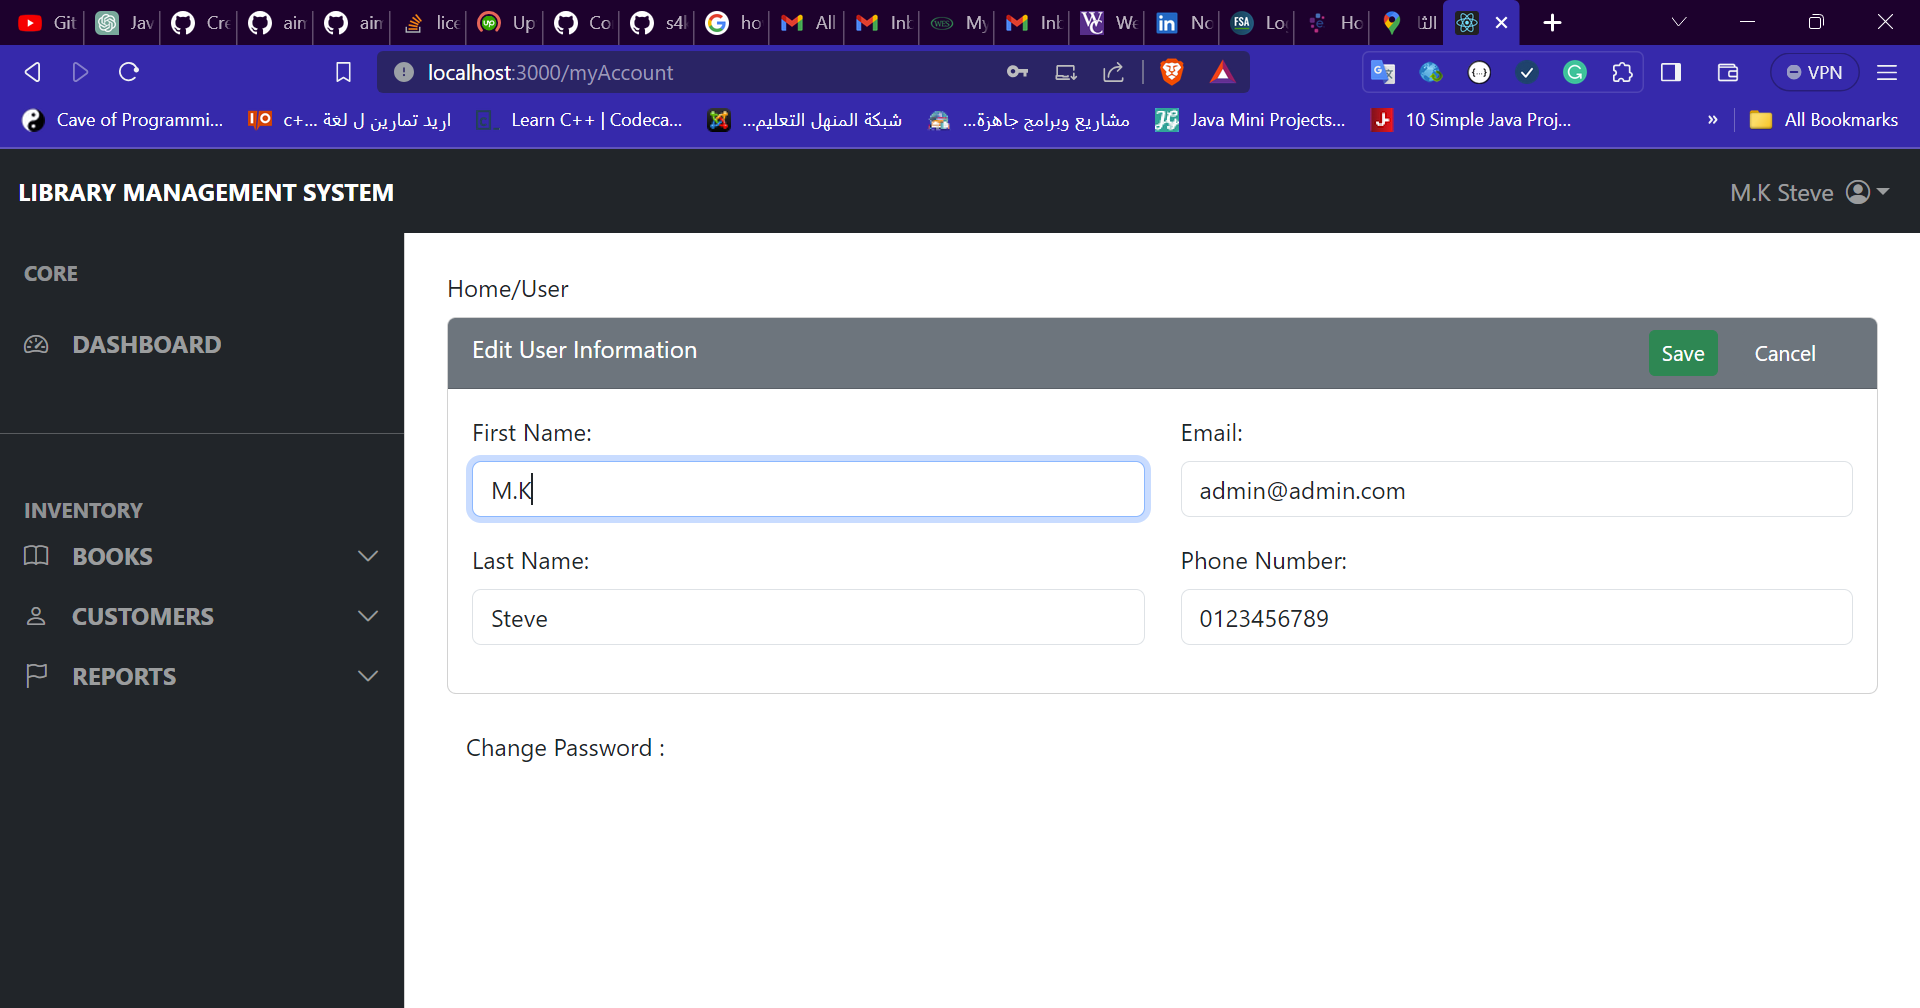 Git
Jav
Cre
ain
ain
lice
Up
Co
s4
ho
All
Inb
My
Inb
We
No
Lo
Ho
localhost:3000/myAccount
VPN
Cave of Programmi...
اريد تمارين ل لغة c+...
Learn C++ | Codeca...
شبكة المنهل التعليم...
مشاريع وبرامج جاهزة...
Java Mini Projects...
10 Simple Java Proj...
»
All Bookmarks
LIBRARY MANAGEMENT SYSTEM
M.K Steve
CORE
DASHBOARD
INVENTORY
BOOKS
CUSTOMERS
REPORTS
Home/User
Edit User Information
Save
Cancel
First Name:
Email:
M.K
admin@admin.com
Last Name:
Phone Number:
Steve
0123456789
Change Password :